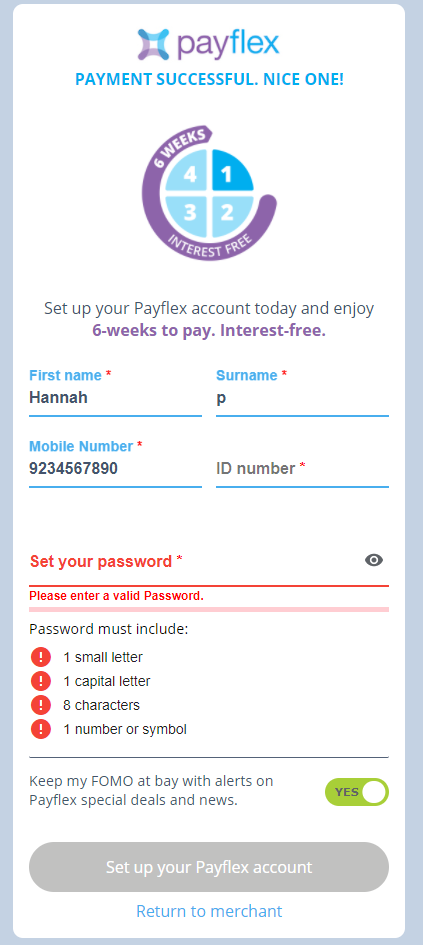 payflex
PAYMENT SUCCESSFUL. NICE ONE!
6 WEEKS
4 1
3 2
INTEREST FREE
Set up your Payflex account today and enjoy
6-weeks to pay. Interest-free.
First name * Surname *
Hannah p
Mobile Number *
9234567890 ID number *
Set your password *
Please enter a valid Password.
Password must include:
! 1 small letter
! 1 capital letter
! 8 characters
! 1 number or symbol
Keep my FOMO at bay with alerts on
Payflex special deals and news.
YES
Set up your Payflex account
Return to merchant